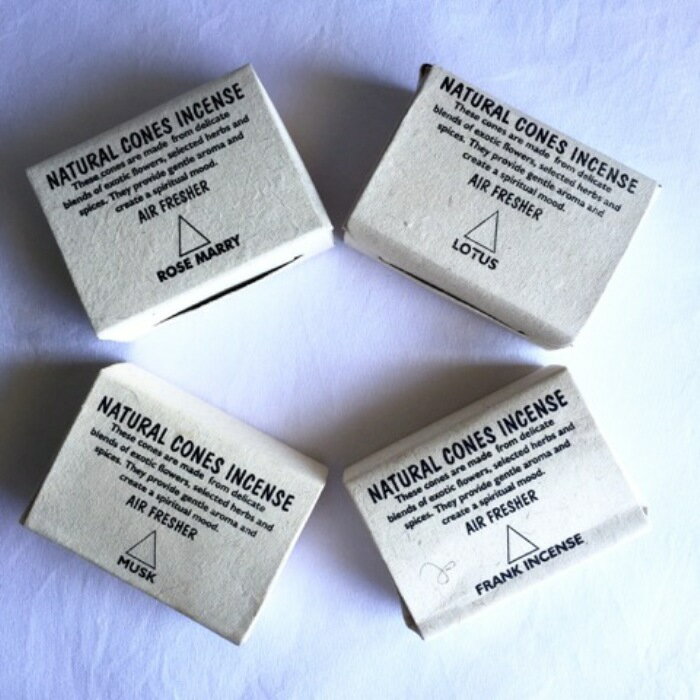 NATURAL CONES INCENSE
These cones are made from delicate
blends of exotic flowers, selected herbs and
spices. They provide gentle aroma and
create a spiritual mood.
AIR FRESHER
ROSE MARRY
NATURAL CONES INCENSE
These cones are made from delicate
blends of exotic flowers, selected herbs and
spices. They provide gentle aroma and
create a spiritual mood.
AIR FRESHER
LOTUS
NATURAL CONES INCENSE
These cones are made from delicate
blends of exotic flowers, selected herbs and
spices. They provide gentle aroma and
create a spiritual mood.
AIR FRESHER
MUSK
NATURAL CONES INCENSE
These cones are made from delicate
blends of exotic flowers, selected herbs and
spices. They provide gentle aroma and
create a spiritual mood.
AIR FRESHER
FRANK INCENSE